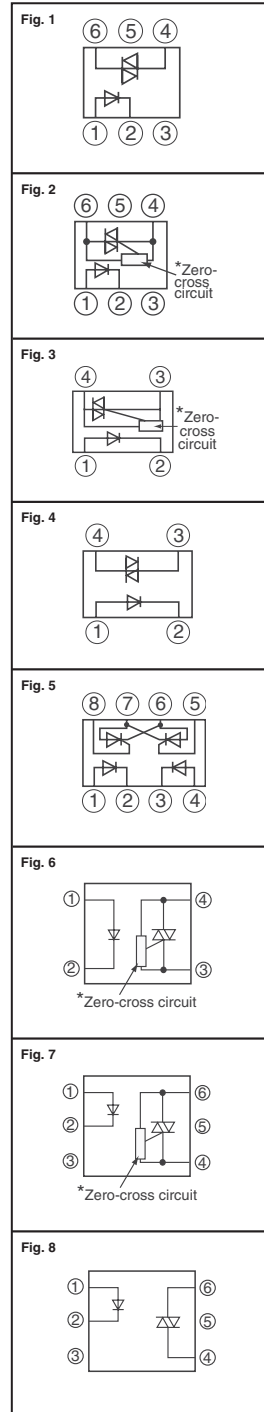 Fig. 1
⑥ ⑤ ④
① ② ③
Fig. 2
⑥ ⑤ ④
*Zero-
cross
circuit
① ② ③
Fig. 3
④ ③
*Zero-
cross
circuit
① ②
Fig. 4
④ ③
① ②
Fig. 5
⑧ ⑦ ⑥ ⑤
① ② ③ ④
Fig. 6
① ④
② ③
*Zero-cross circuit
Fig. 7
① ⑥
② ⑤
③ ④
*Zero-cross circuit
Fig. 8
① ⑥
② ⑤
③ ④